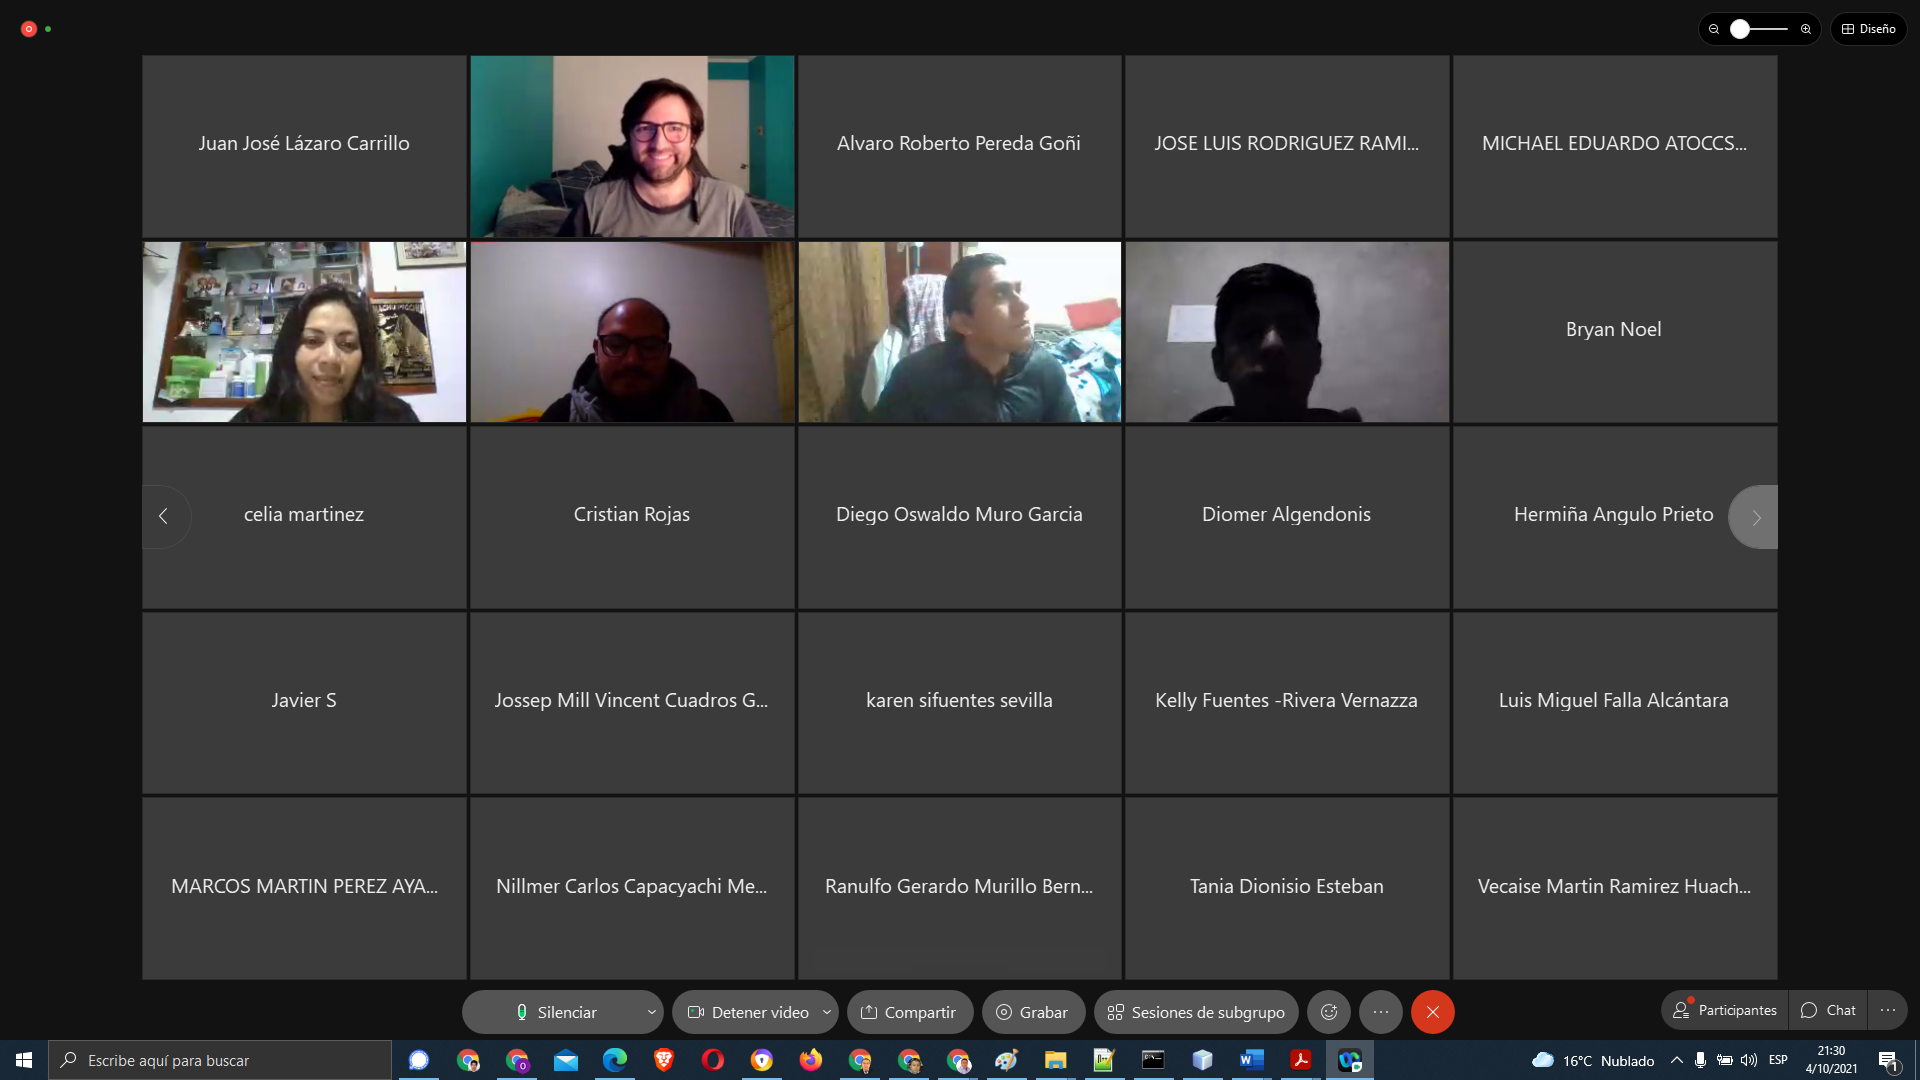 Diseño
Juan José Lázaro Carrillo
Alvaro Roberto Pereda Goñi
JOSE LUIS RODRIGUEZ RAMI...
MICHAEL EDUARDO ATOCCS...
Bryan Noel
celia martinez
Cristian Rojas
Diego Oswaldo Muro Garcia
Diomer Algendonis
Hermiña Angulo Prieto
Javier S
Jossep Mill Vincent Cuadros G...
karen sifuentes sevilla
Kelly Fuentes -Rivera Vernazza
Luis Miguel Falla Alcántara
MARCOS MARTIN PEREZ AYA...
Nillmer Carlos Capacyachi Me...
Ranulfo Gerardo Murillo Bern...
Tania Dionisio Esteban
Vecaise Martin Ramirez Huach...
Silenciar
Detener video
Compartir
Grabar
Sesiones de subgrupo
Participantes
Chat
Escribe aquí para buscar
16°C Nublado
ESP
21:30
4/10/2021
1